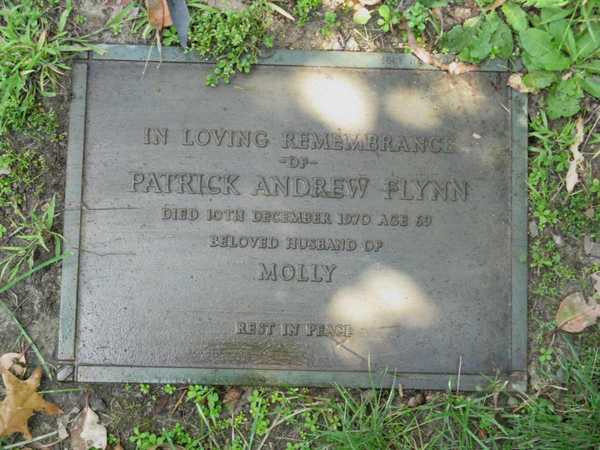 IN LOVING REMEMBRANCE
-OF-
PATRICK ANDREW FLYNN
DIED 10TH DECEMBER 1970 AGE 69
BELOVED HUSBAND OF
MOLLY
REST IN PEACE